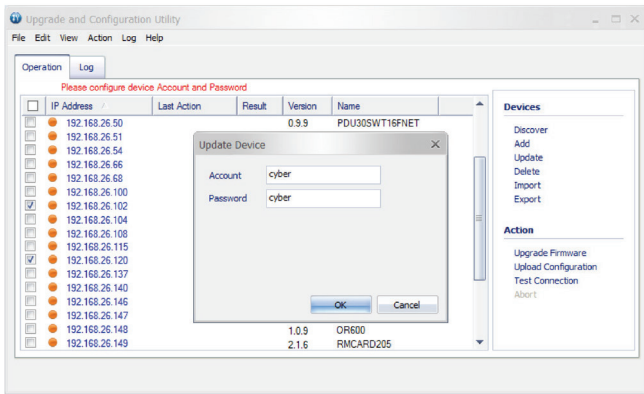 Upgrade and Configuration Utility
File Edit View Action Log Help
Operation Log
Please configure device Account and Password
IP Address Last Action Result Version Name
192.168.26.50 0.9.9 PDU30SWT16FNET
192.168.26.51
192.168.26.54
192.168.26.66
192.168.26.68
192.168.26.100
192.168.26.102
192.168.26.104
192.168.26.108
192.168.26.115
192.168.26.120
192.168.26.137
192.168.26.140
192.168.26.146
192.168.26.147
192.168.26.148 1.0.9 OR600
192.168.26.149 2.1.6 RMCARD205
Update Device
Account cyber
Password cyber
OK Cancel
Devices
Discover
Add
Update
Delete
Import
Export
Action
Upgrade Firmware
Upload Configuration
Test Connection
Abort